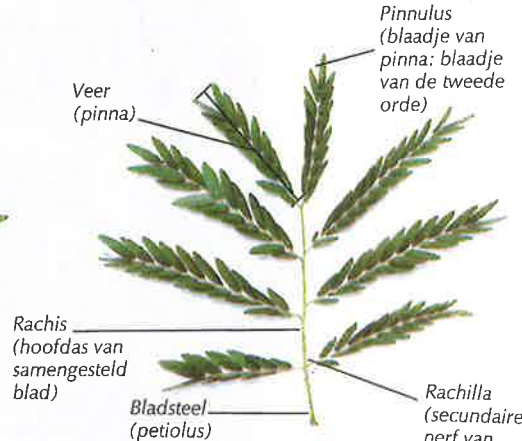 Pinnulus
(blaadje van
pinna: blaadje
van de tweede
orde)
Veer
(pinna)
Rachis
(hoofdas van
samengesteld
blad)
Bladsteel
(petiolus)
Rachilla
(secundaire
nerf van